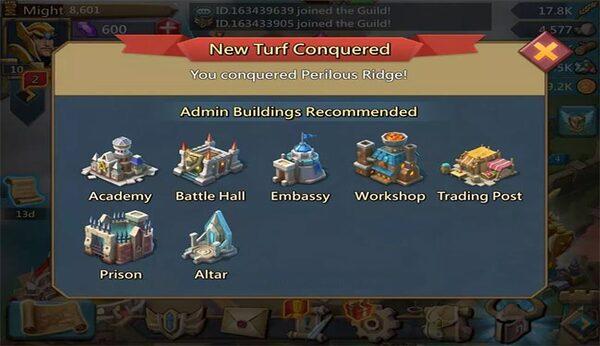 Might 8,601
ID.163439639 joined the Guild!
ID.163433905 joined the Guild!
17.8K
600
4,577
10
2
New Turf Conquered
You conquered Perilous Ridge!
Admin Buildings Recommended
Academy
Battle Hall
Embassy
Workshop
Trading Post
13d
Prison
Altar